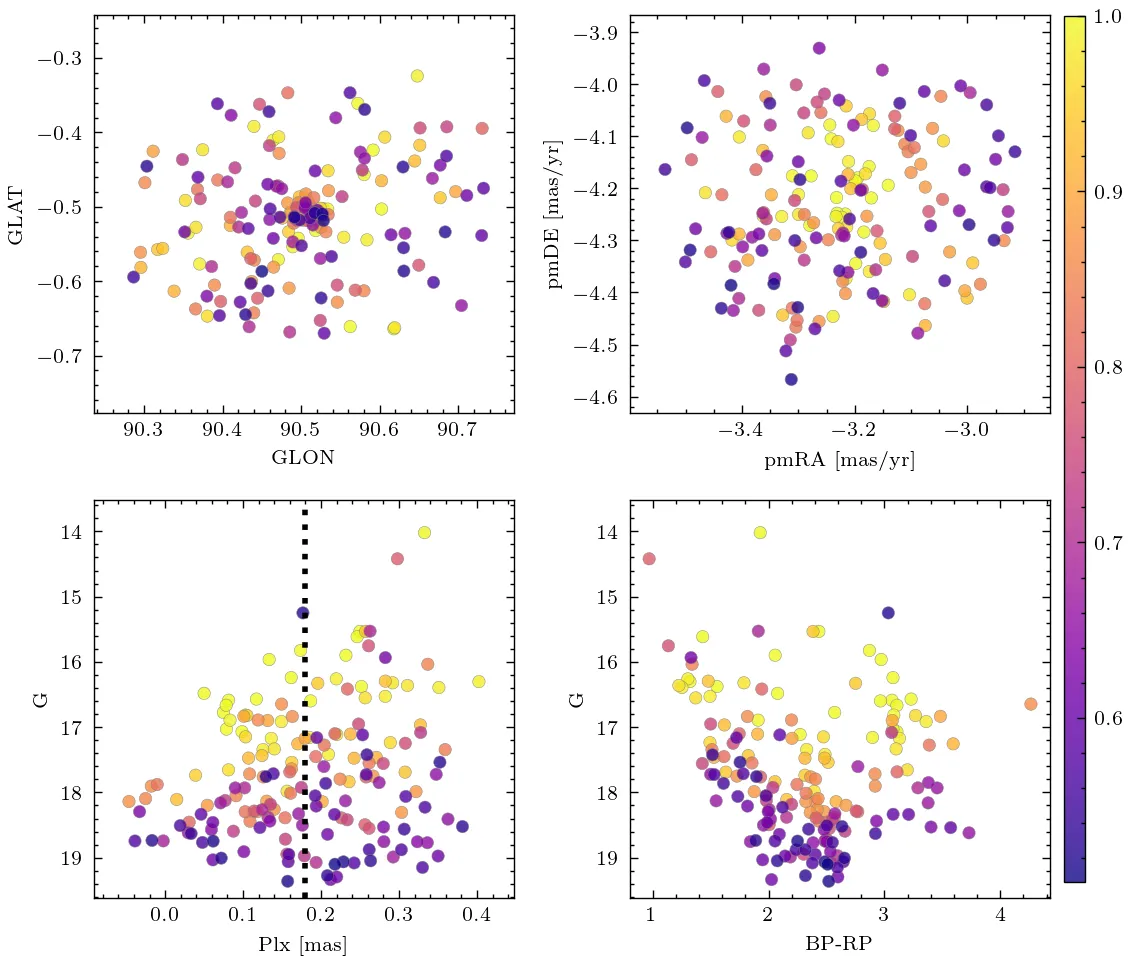 −0.3
−0.4
−0.5
−0.6
−0.7
GLAT
90.3 90.4 90.5 90.6 90.7
GLON
−3.9
−4.0
−4.1
−4.2
−4.3
−4.4
−4.5
−4.6
pmDE [mas/yr]
−3.4 −3.2 −3.0
pmRA [mas/yr]
1.0
0.9
0.8
0.7
0.6
14
15
16
17
18
19
G
0.0 0.1 0.2 0.3 0.4
Plx [mas]
14
15
16
17
18
19
G
1 2 3 4
BP-RP